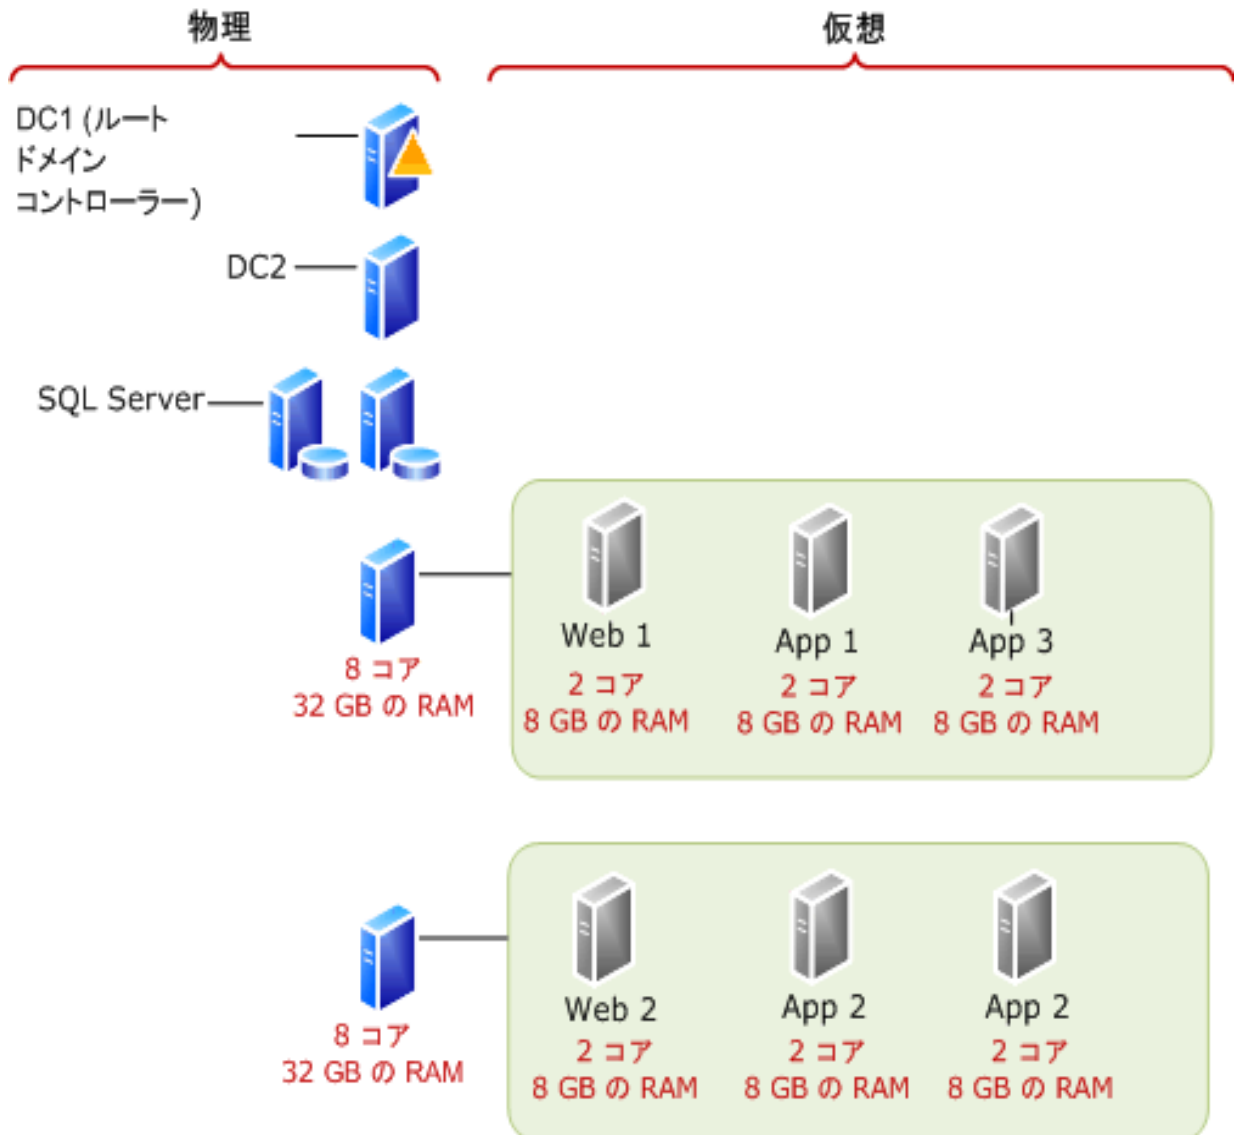 物理
仮想
DC1 (ルート
ドメイン
コントローラー)
DC2
SQL Server
Web 1
App 1
App 3
8 コア
32 GB の RAM
2 コア
8 GB の RAM
2 コア
8 GB の RAM
2 コア
8 GB の RAM
Web 2
App 2
App 2
8 コア
32 GB の RAM
2 コア
8 GB の RAM
2 コア
8 GB の RAM
2 コア
8 GB の RAM